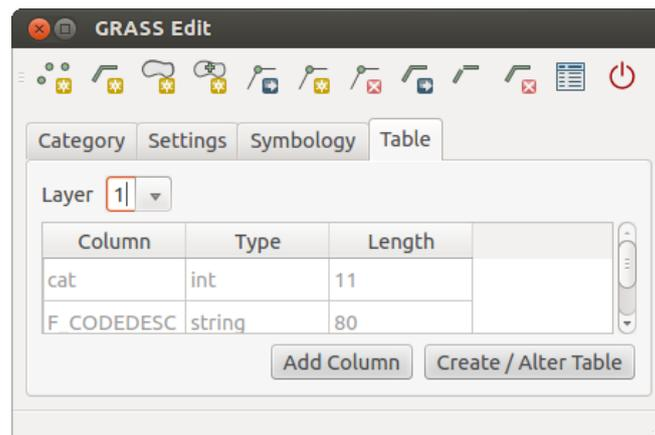 GRASS Edit
Category Settings Symbology Table
Layer 1
Column Type Length
cat int 11
F_CODEDESC string 80
Add Column Create / Alter Table